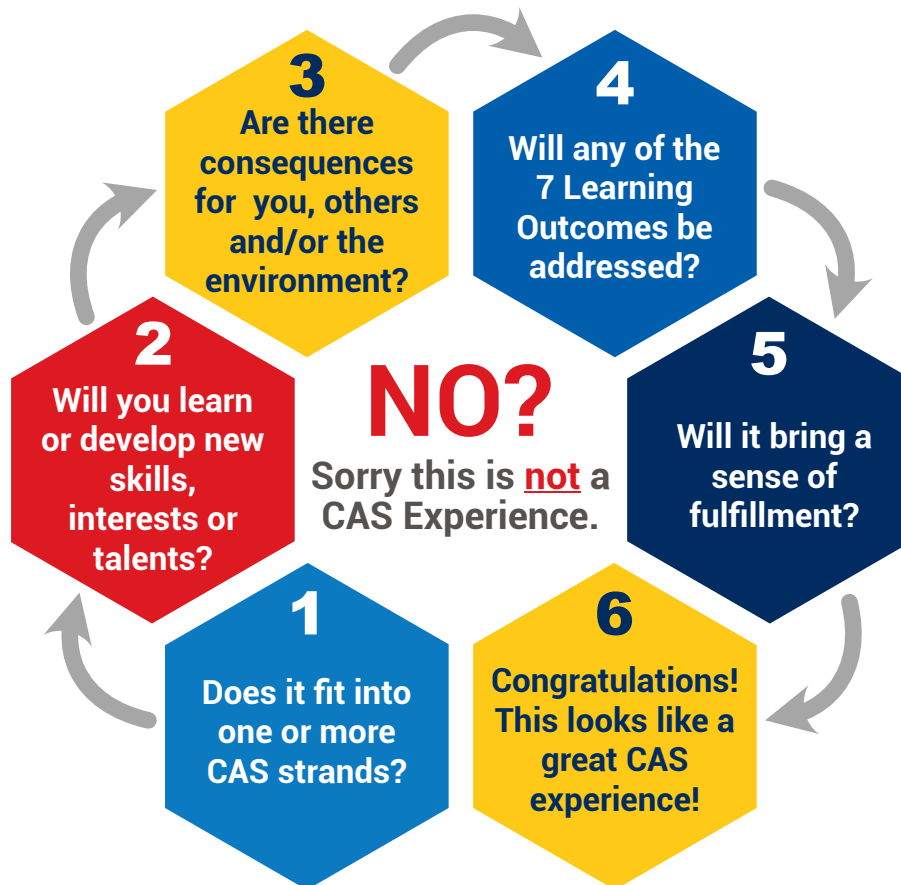 1
Does it fit into
one or more
CAS strands?
2
Will you learn
or develop new
skills,
interests or
talents?
3
Are there
consequences
for  you, others
and/or the
environment?
4
Will any of the
7 Learning
Outcomes be
addressed?
5
Will it bring a
sense of
fulfillment?
6
Congratulations!
This looks like a
great CAS
experience!
NO?
Sorry this is not a
CAS Experience.